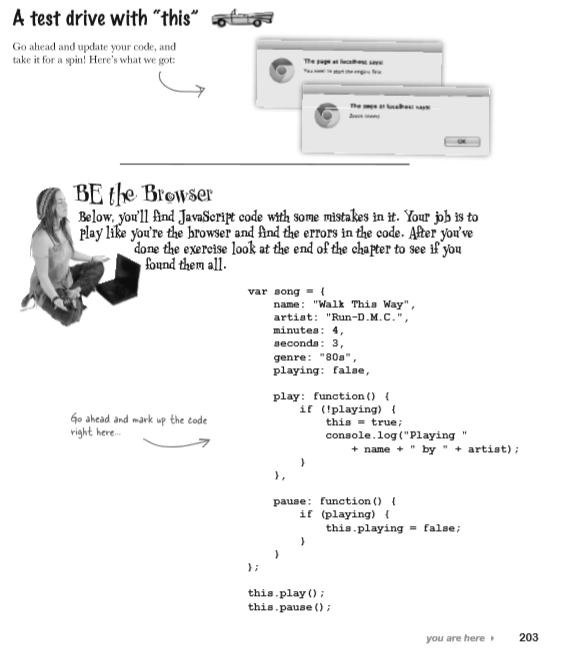 A test drive with "this"
Go ahead and update your code, and
take it for a spin! Here's what we got:
The page at localhost says:
You need to start the engine first.
The page at localhost says:
Zoom zoom!
OK
BE the Browser
Below, you'll find JavaScript code with some mistakes in it. Your job is to
play like you're the browser and find the errors in the code. After you've
done the exercise look at the end of the chapter to see if you
found them all.
var song = {
name: "Walk This Way",
artist: "Run-D.M.C.",
minutes: 4,
seconds: 3,
genre: "80s",
playing: false,
play: function() {
if (!playing) {
this = true;
console.log("Playing "
+ name + " by " + artist);
}
},
pause: function() {
if (playing) {
this.playing = false;
}
}
};
this.play();
this.pause();
Go ahead and mark up the code
right here...
you are here ▸ 203